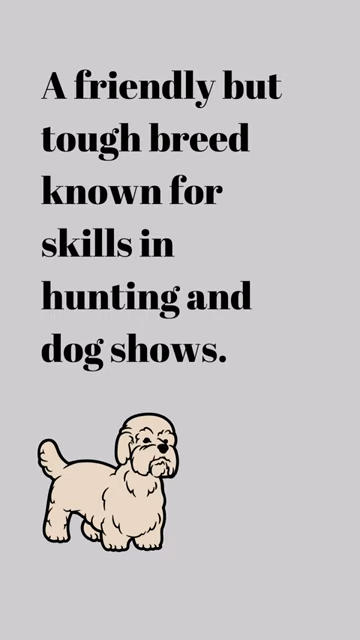 A friendly but
tough breed
known for
skills in
hunting and
dog shows.